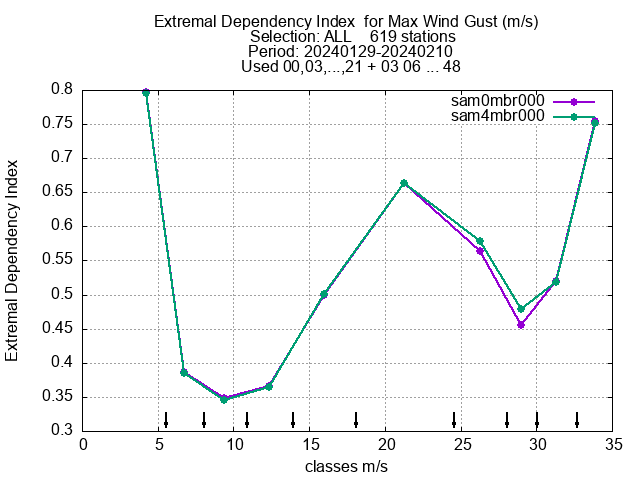 Extremal Dependency Index  for Max Wind Gust (m/s)
Selection: ALL    619 stations
Period: 20240129-20240210
Used 00,03,...,21 + 03 06 ... 48
sam0mbr000
sam4mbr000
0.8
0.75
0.7
0.65
0.6
0.55
0.5
0.45
0.4
0.35
0.3
Extremal Dependency Index
0 5 10 15 20 25 30 35
classes m/s